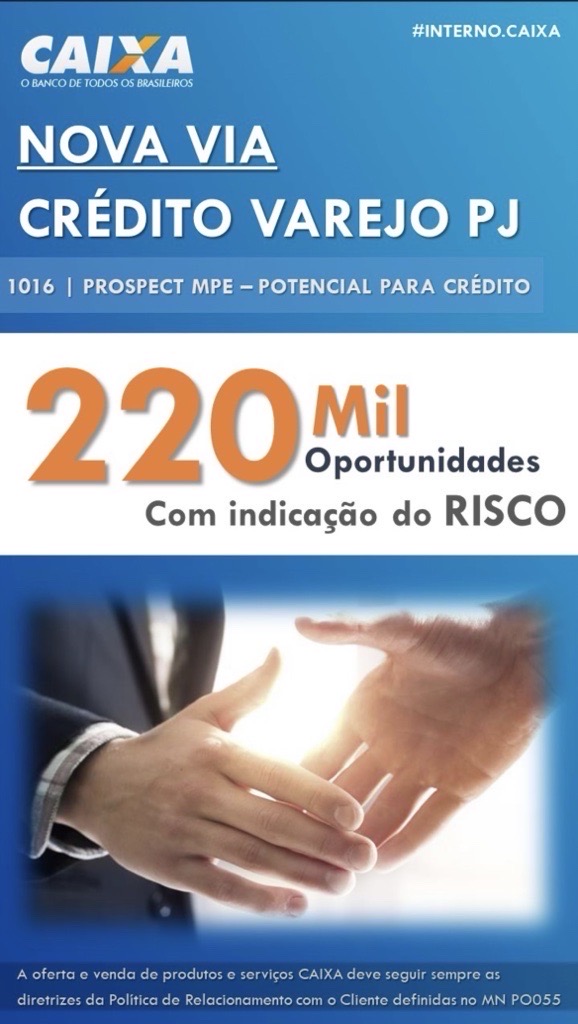 #INTERNO.CAIXA
CAIXA
O BANCO DE TODOS OS BRASILEIROS
NOVA VIA
CRÉDITO VAREJO PJ
1016 | PROSPECT MPE – POTENCIAL PARA CRÉDITO
220 Mil
Oportunidades
Com indicação do RISCO
A oferta e venda de produtos e serviços CAIXA deve seguir sempre as
diretrizes da Política de Relacionamento com o Cliente definidas no MN PO055